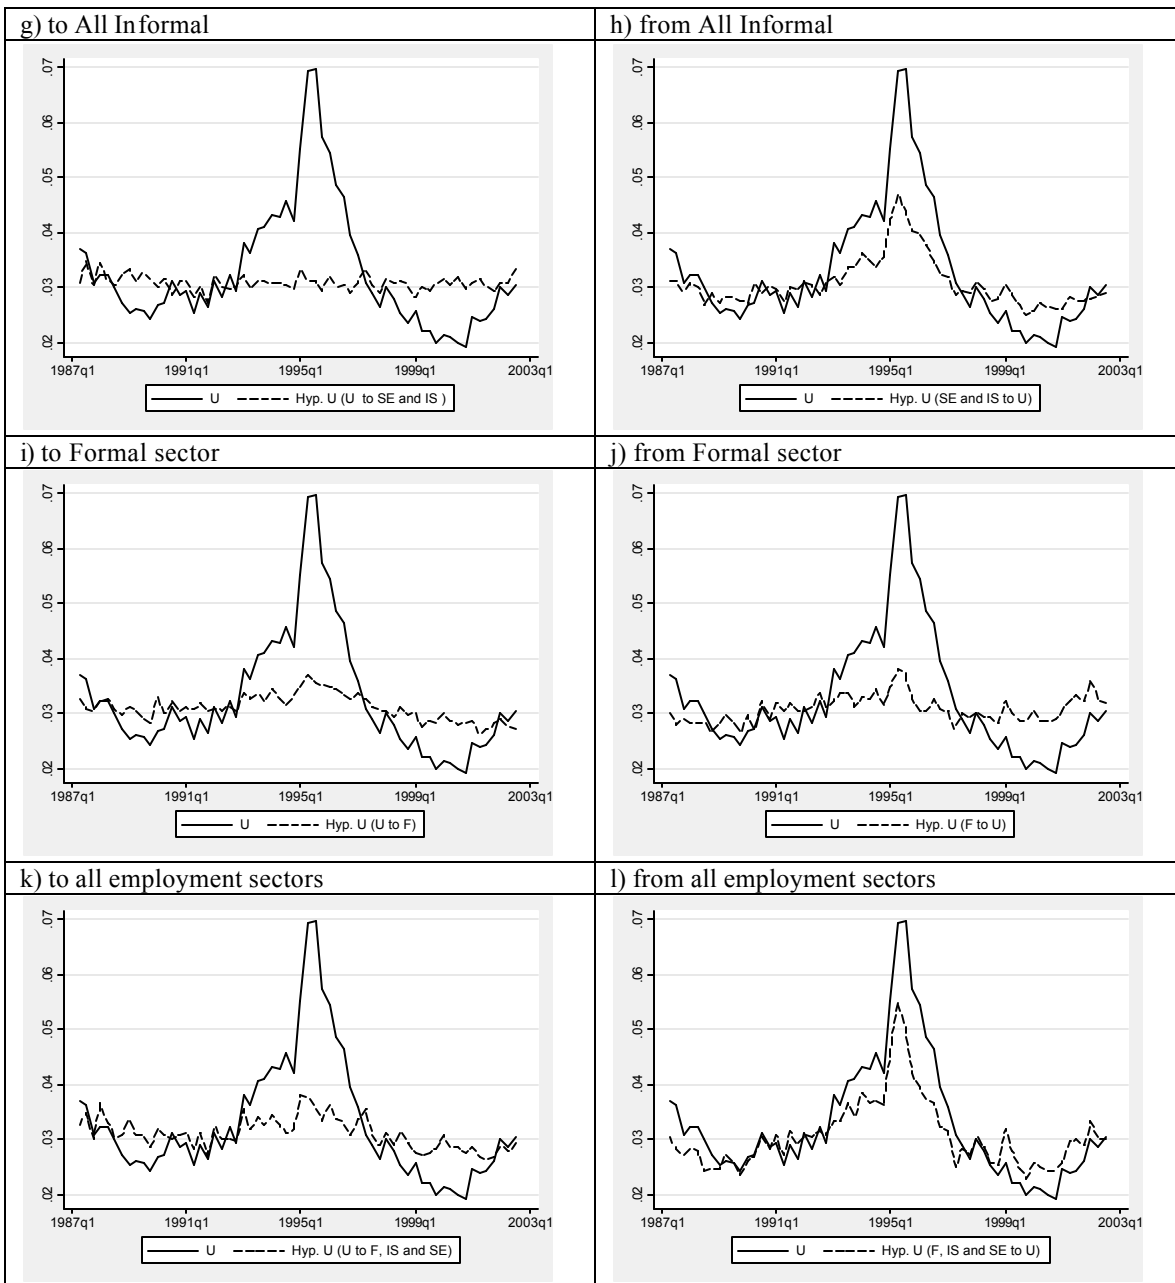 g) to All Informal
h) from All Informal
.07
.06
.05
.04
.03
.02
1987q1 1991q1 1995q1 1999q1 2003q1
U Hyp. U (U to SE and IS )
.07
.06
.05
.04
.03
.02
1987q1 1991q1 1995q1 1999q1 2003q1
U Hyp. U (SE and IS to U)
i) to Formal sector
j) from Formal sector
.07
.06
.05
.04
.03
.02
1987q1 1991q1 1995q1 1999q1 2003q1
U Hyp. U (U to F)
.07
.06
.05
.04
.03
.02
1987q1 1991q1 1995q1 1999q1 2003q1
U Hyp. U (F to U)
k) to all employment sectors
l) from all employment sectors
.07
.06
.05
.04
.03
.02
1987q1 1991q1 1995q1 1999q1 2003q1
U Hyp. U (U to F, IS and SE)
.07
.06
.05
.04
.03
.02
1987q1 1991q1 1995q1 1999q1 2003q1
U Hyp. U (F, IS and SE to U)